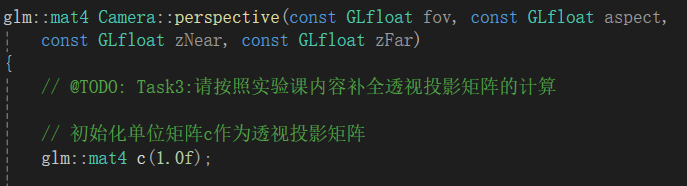 glm::mat4 Camera::perspective(const GLfloat fov, const GLfloat aspect,
const GLfloat zNear, const GLfloat zFar)
{
// @TODO: Task3:请按照实验课内容补全透视投影矩阵的计算
// 初始化单位矩阵c作为透视投影矩阵
glm::mat4 c(1.0f);